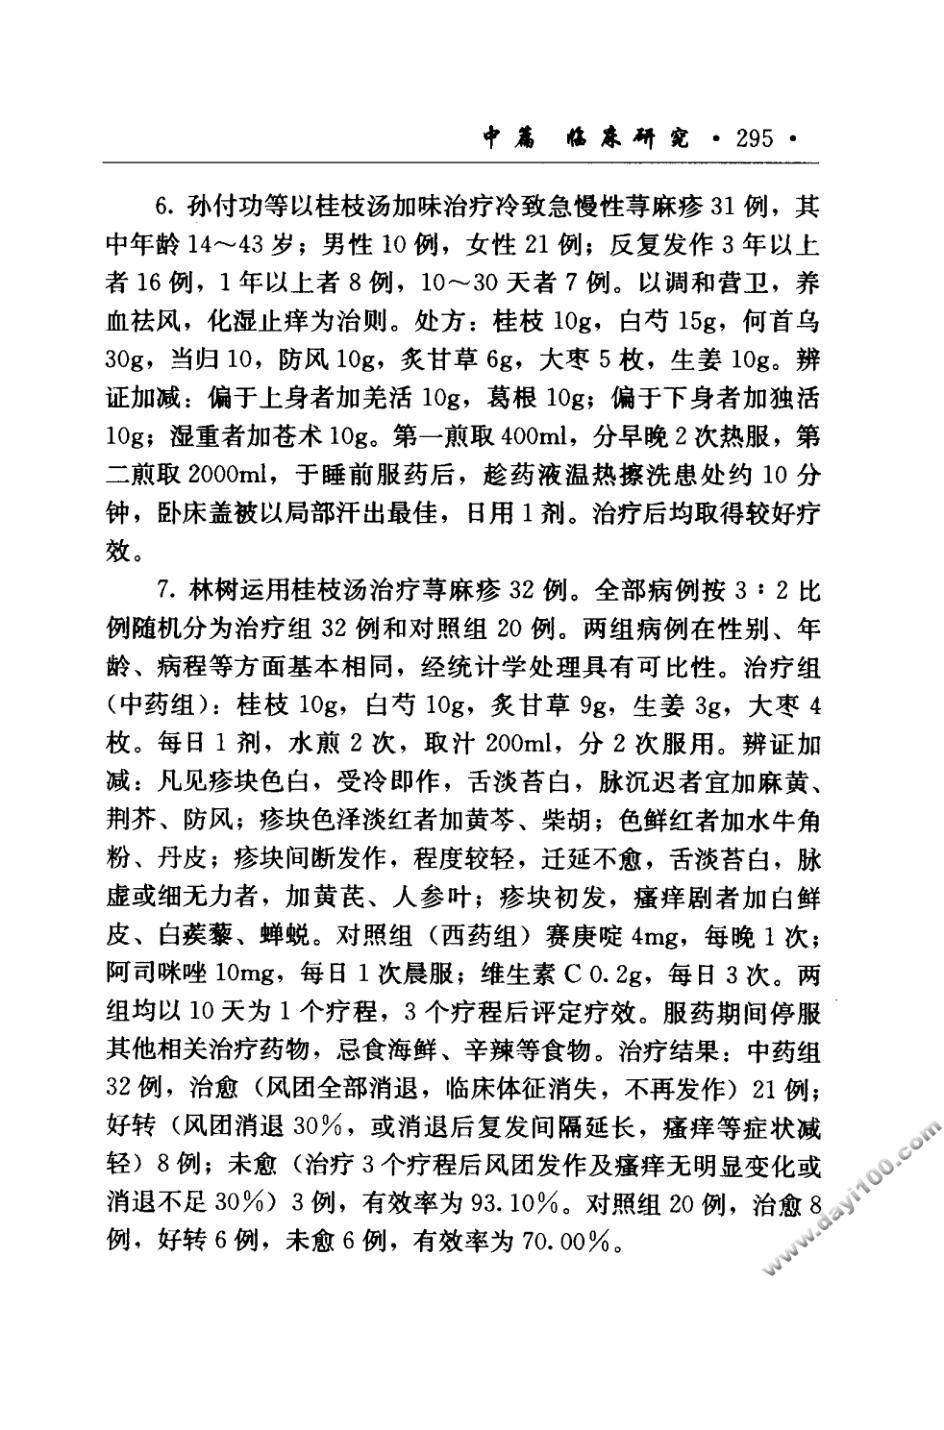 中篇 临床研究 · 295 ·
6. 孙付功等以桂枝汤加味治疗冷致急慢性荨麻疹 31 例，其
中年龄 14～43 岁；男性 10 例，女性 21 例；反复发作 3 年以上
者 16 例，1 年以上者 8 例，10～30 天者 7 例。以调和营卫，养
血祛风，化湿止痒为治则。处方：桂枝 10g，白芍 15g，何首乌
30g，当归 10，防风 10g，炙甘草 6g，大枣 5 枚，生姜 10g。辨
证加减：偏于上身者加羌活 10g，葛根 10g；偏于下身者加独活
10g；湿重者加苍术 10g。第一煎取 400ml，分早晚 2 次热服，第
二煎取 2000ml，于睡前服药后，趁药液温热擦洗患处约 10 分
钟，卧床盖被以局部汗出最佳，日用 1 剂。治疗后均取得较好疗
效。
7. 林树运用桂枝汤治疗荨麻疹 32 例。全部病例按 3∶2 比
例随机分为治疗组 32 例和对照组 20 例。两组病例在性别、年
龄、病程等方面基本相同，经统计学处理具有可比性。治疗组
（中药组）：桂枝 10g，白芍 10g，炙甘草 9g，生姜 3g，大枣 4
枚。每日 1 剂，水煎 2 次，取汁 200ml，分 2 次服用。辨证加
减：凡见疹块色白，受冷即作，舌淡苔白，脉沉迟者宜加麻黄、
荆芥、防风；疹块色泽淡红者加黄芩、柴胡；色鲜红者加水牛角
粉、丹皮；疹块间断发作，程度较轻，迁延不愈，舌淡苔白，脉
虚或细无力者，加黄芪、人参叶；疹块初发，瘙痒剧者加白鲜
皮、白蒺藜、蝉蜕。对照组（西药组）赛庚啶 4mg，每晚 1 次；
阿司咪唑 10mg，每日 1 次晨服；维生素 C 0.2g，每日 3 次。两
组均以 10 天为 1 个疗程，3 个疗程后评定疗效。服药期间停服
其他相关治疗药物，忌食海鲜、辛辣等食物。治疗结果：中药组
32 例，治愈（风团全部消退，临床体征消失，不再发作）21 例；
好转（风团消退 30%，或消退后复发间隔延长，瘙痒等症状减
轻）8 例；未愈（治疗 3 个疗程后风团发作及瘙痒无明显变化或
消退不足 30%）3 例，有效率为 93.10%。对照组 20 例，治愈 8
例，好转 6 例，未愈 6 例，有效率为 70.00%。
www.dayi100.com